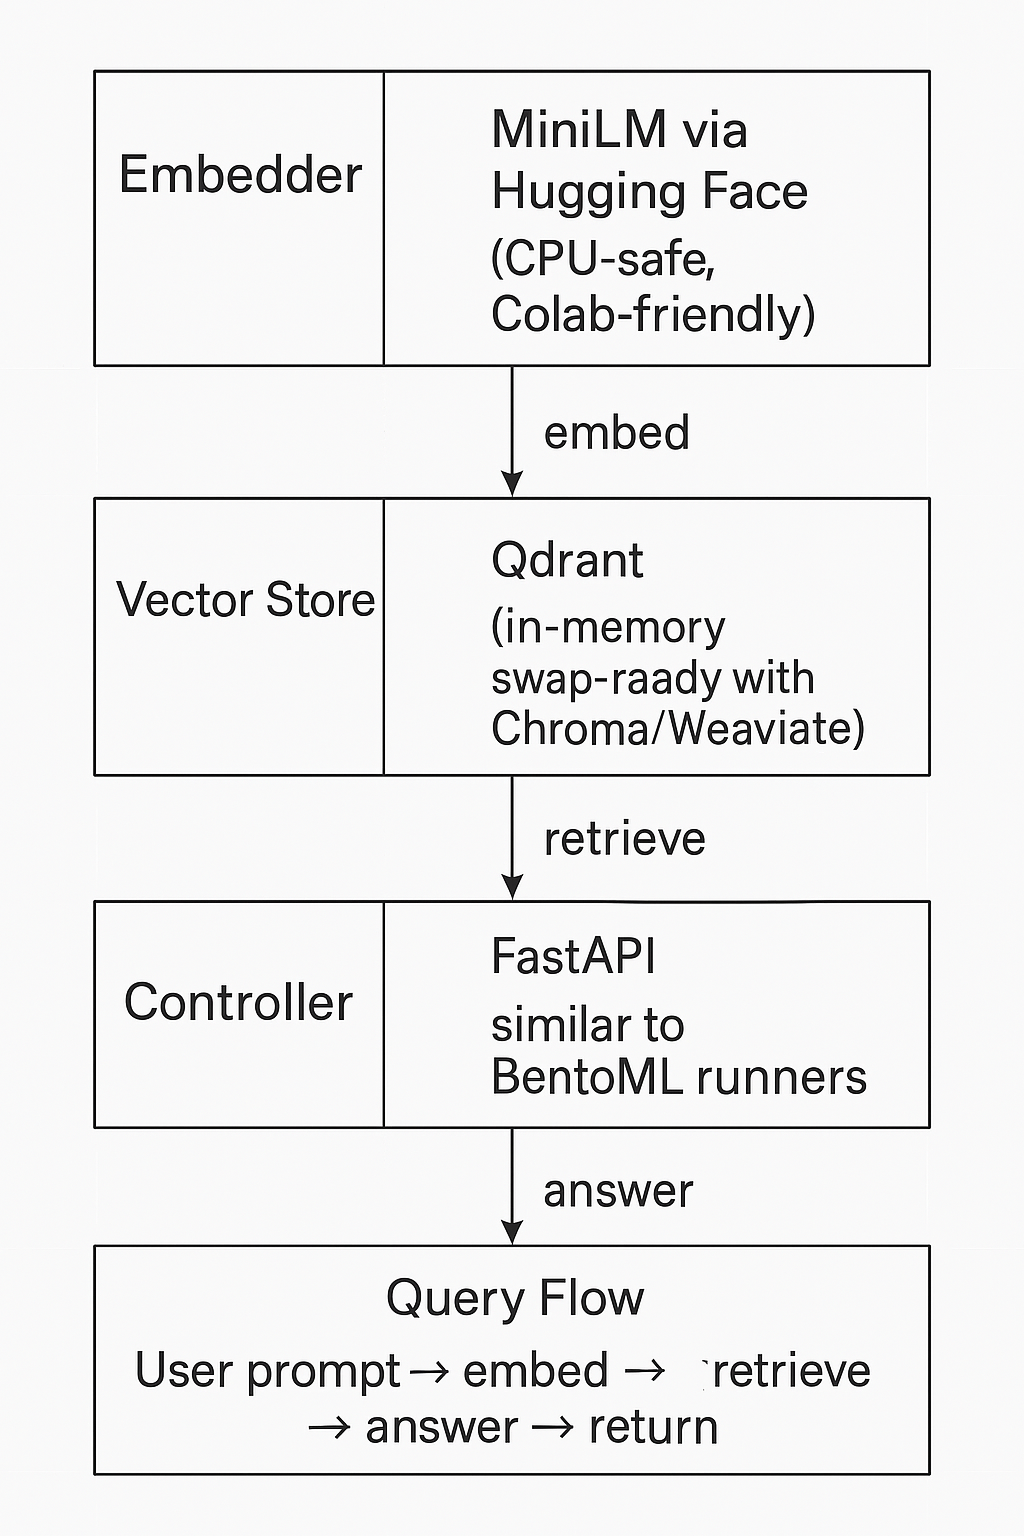 Embedder
MiniLM via
Hugging Face
(CPU-safe,
Colab-friendly)
embed
Vector Store
Qdrant
(in-memory
swap-raady with
Chroma/Weaviate)
retrieve
Controller
FastAPI
similar to
BentoML runners
answer
Query Flow
User prompt → embed → retrieve
→ answer → return